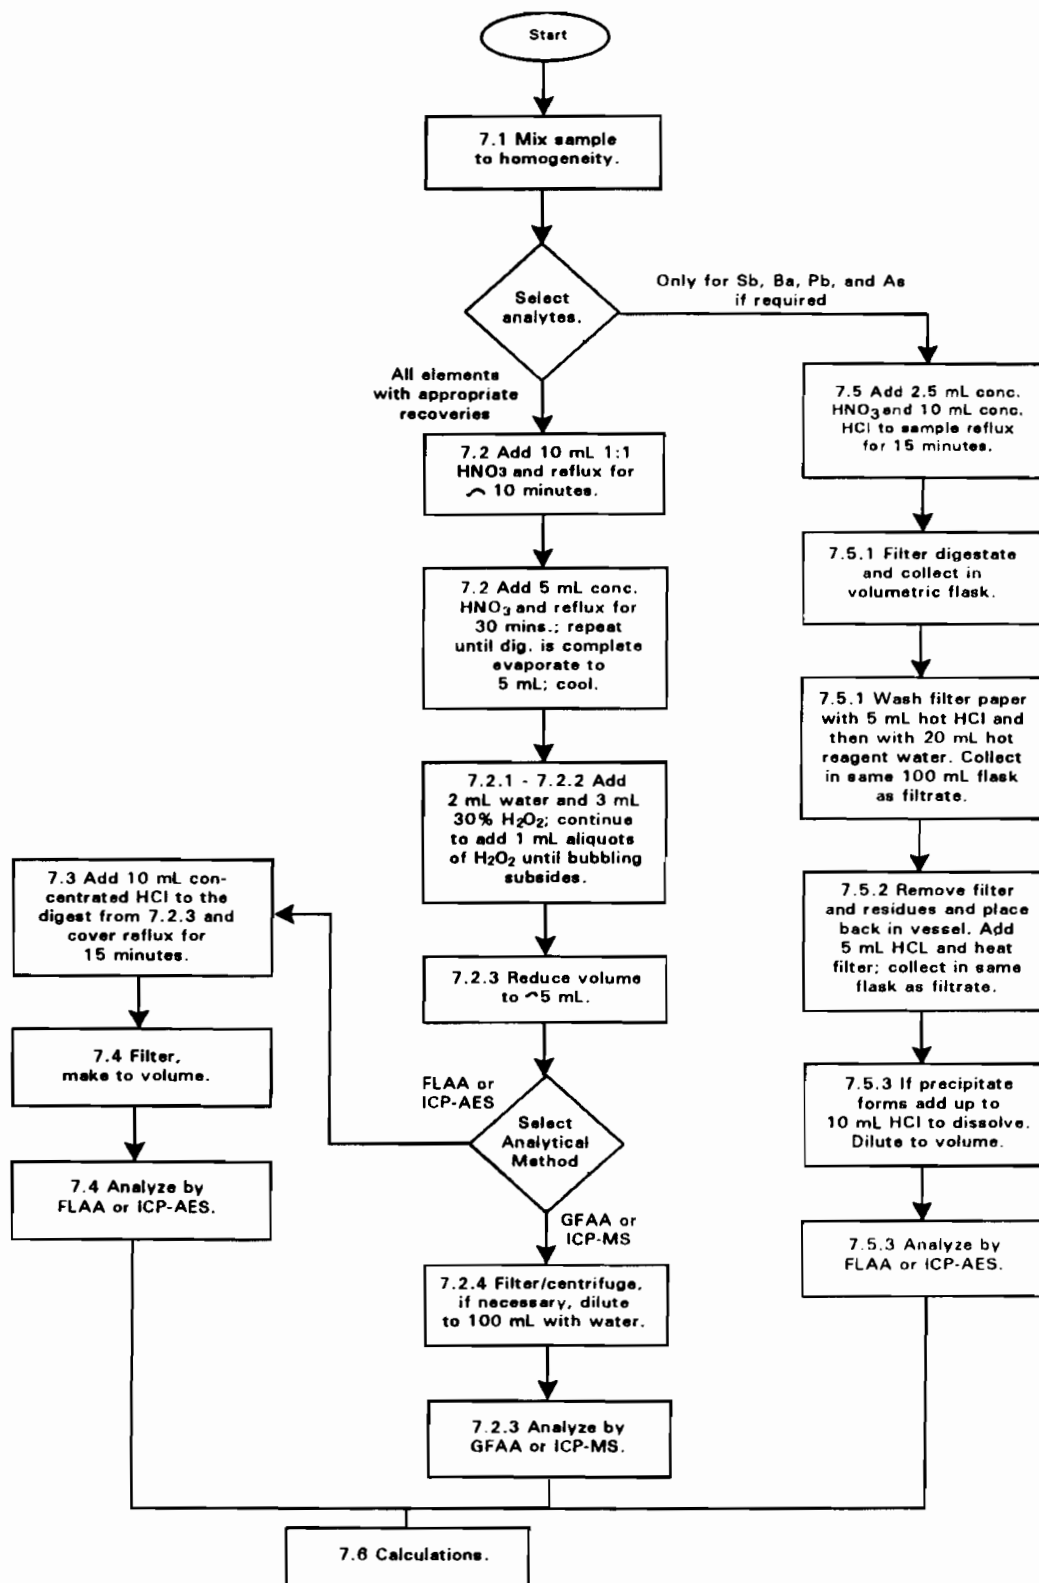 Start
7.1 Mix sample
to homogeneity.
Select
analytes.
Only for Sb, Ba, Pb, and As
if required
All elements
with appropriate
recoveries
7.2 Add 10 mL 1:1
HNO3 and reflux for
~ 10 minutes.
7.2 Add 5 mL conc.
HNO3 and reflux for
30 mins.; repeat
until dig. is complete
evaporate to
5 mL; cool.
7.2.1 - 7.2.2 Add
2 mL water and 3 mL
30% H2O2; continue
to add 1 mL aliquots
of H2O2 until bubbling
subsides.
7.2.3 Reduce volume
to ~5 mL.
Select
Analytical
Method
FLAA or
ICP-AES
7.3 Add 10 mL con-
centrated HCl to the
digest from 7.2.3 and
cover reflux for
15 minutes.
7.4 Filter,
make to volume.
7.4 Analyze by
FLAA or ICP-AES.
GFAA or
ICP-MS
7.2.4 Filter/centrifuge,
if necessary, dilute
to 100 mL with water.
7.2.3 Analyze by
GFAA or ICP-MS.
7.5 Add 2.5 mL conc.
HNO3 and 10 mL conc.
HCl to sample reflux
for 15 minutes.
7.5.1 Filter digestate
and collect in
volumetric flask.
7.5.1 Wash filter paper
with 5 mL hot HCl and
then with 20 mL hot
reagent water. Collect
in same 100 mL flask
as filtrate.
7.5.2 Remove filter
and residues and place
back in vessel. Add
5 mL HCL and heat
filter; collect in same
flask as filtrate.
7.5.3 If precipitate
forms add up to
10 mL HCl to dissolve.
Dilute to volume.
7.5.3 Analyze by
FLAA or ICP-AES.
7.6 Calculations.